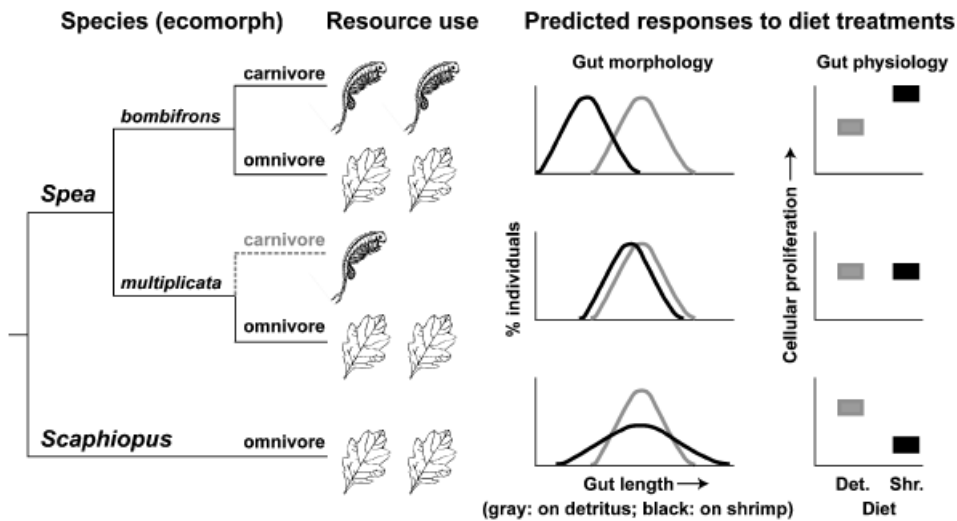 Species (ecomorph) Resource use Predicted responses to diet treatments
Gut morphology Gut physiology
carnivore
bombifrons
omnivore
Spea
carnivore
multiplicata
omnivore
% individuals
Cellular proliferation
Scaphiopus
omnivore
Gut length Det. Shr.
(gray: on detritus; black: on shrimp) Diet